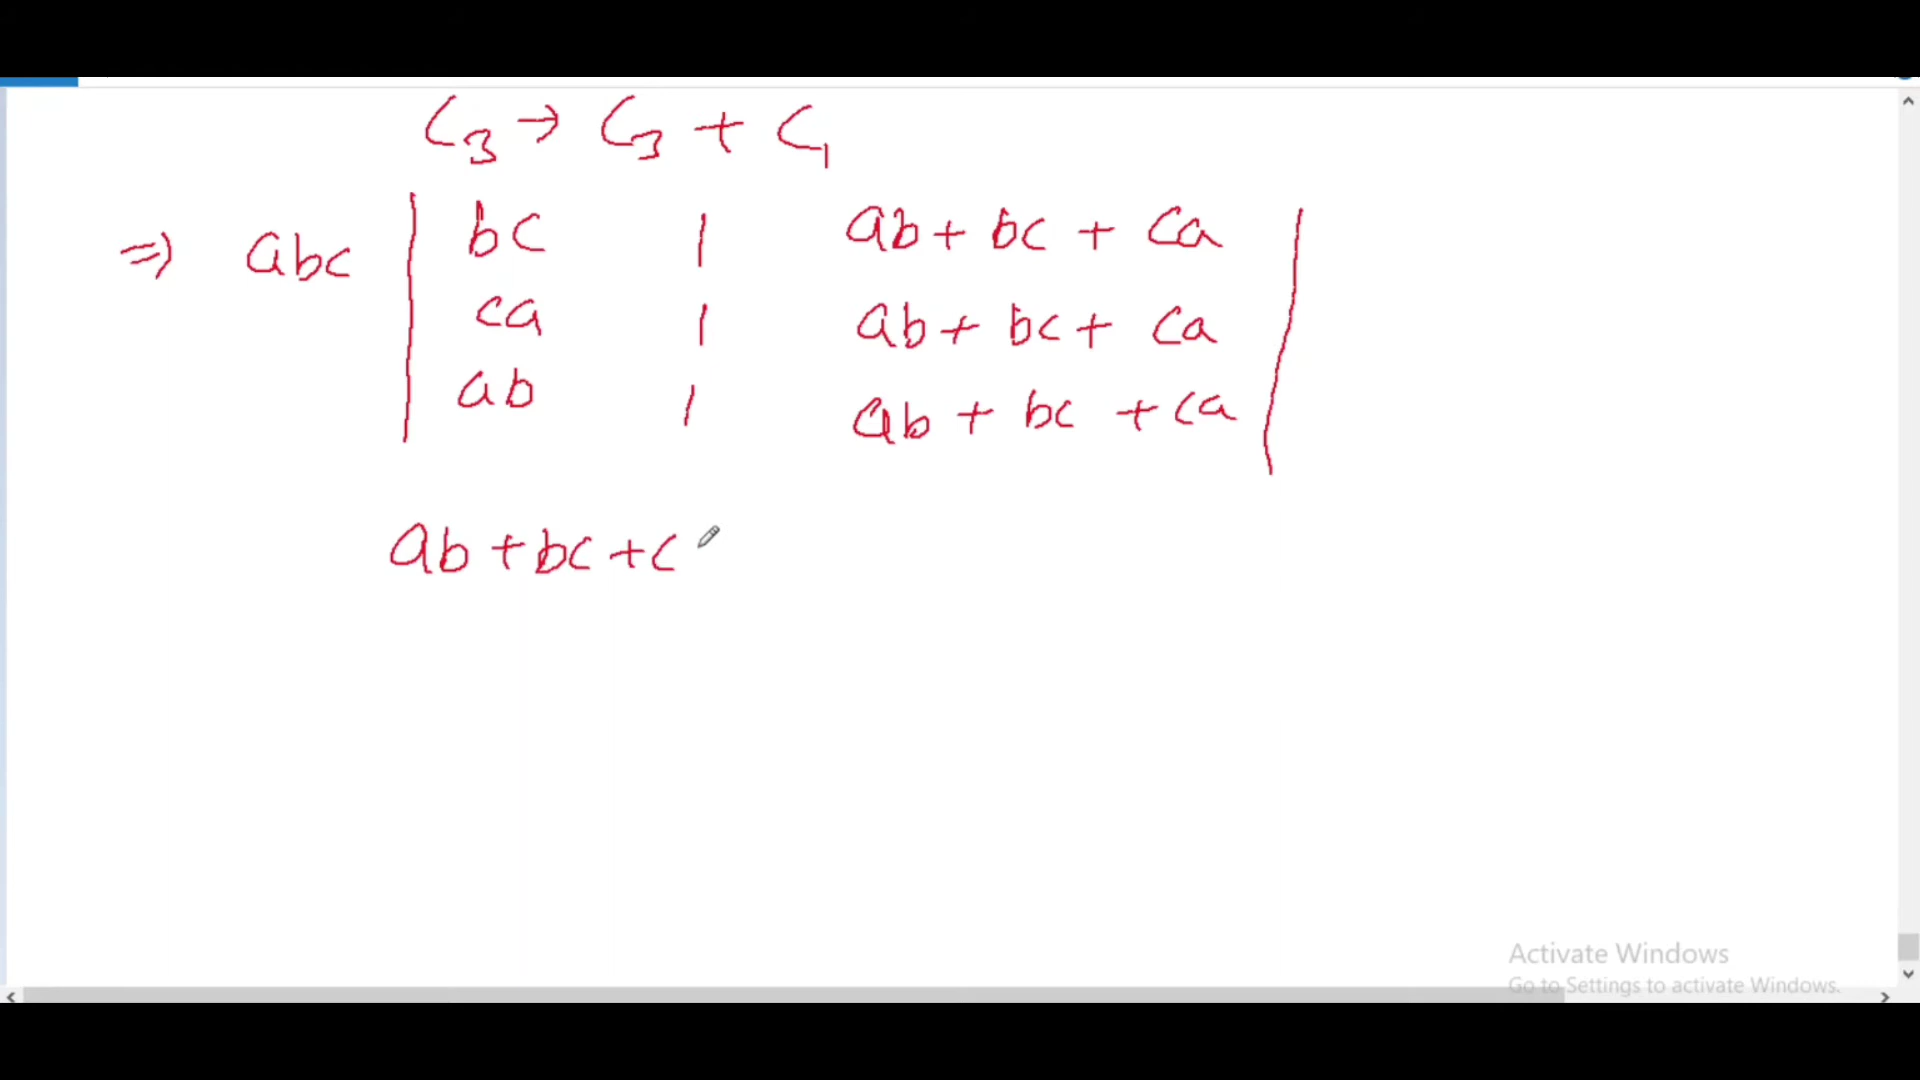 C₃ → C₃ + C₁
⇒ abc | bc 1 ab + bc + ca |
ca 1 ab + bc + ca
ab 1 ab + bc + ca
ab + bc + c
Activate Windows
Go to Settings to activate Windows.